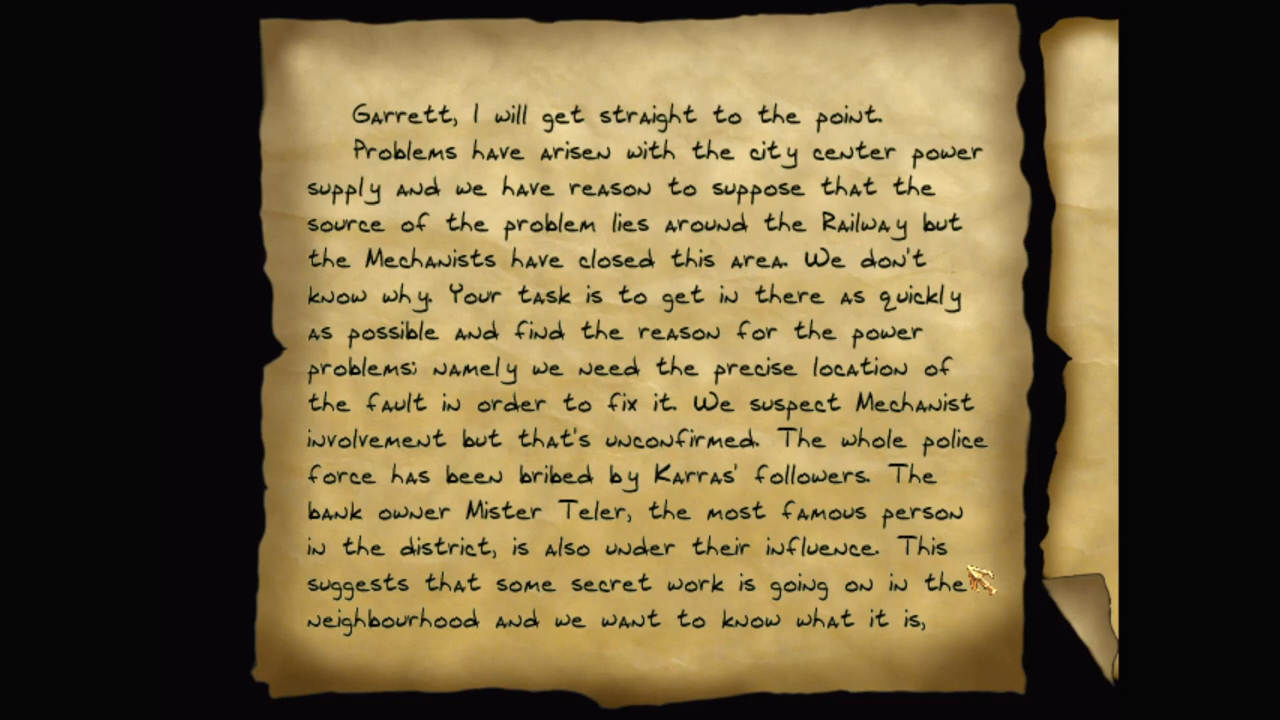 Garrett, I will get straight to the point.
Problems have arisen with the city center power
supply and we have reason to suppose that the
source of the problem lies around the Railway but
the Mechanists have closed this area. We don't
know why. Your task is to get in there as quickly
as possible and find the reason for the power
problems; namely we need the precise location of
the fault in order to fix it. We suspect Mechanist
involvement but that's unconfirmed. The whole police
force has been bribed by Karras' followers. The
bank owner Mister Teler, the most famous person
in the district, is also under their influence. This
suggests that some secret work is going on in the
neighbourhood and we want to know what it is,